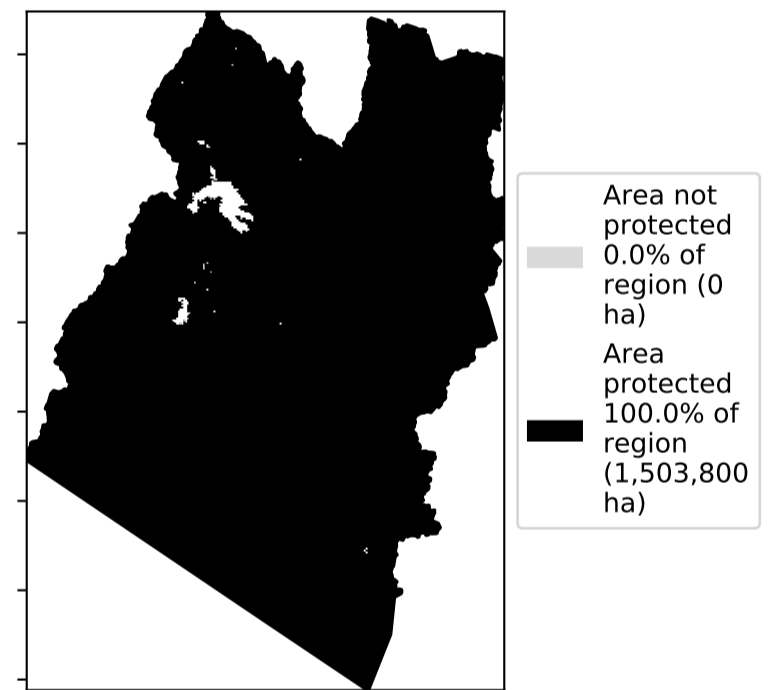 Area not
protected
0.0% of
region (0
ha)
Area
protected
100.0% of
region
(1,503,800
ha)